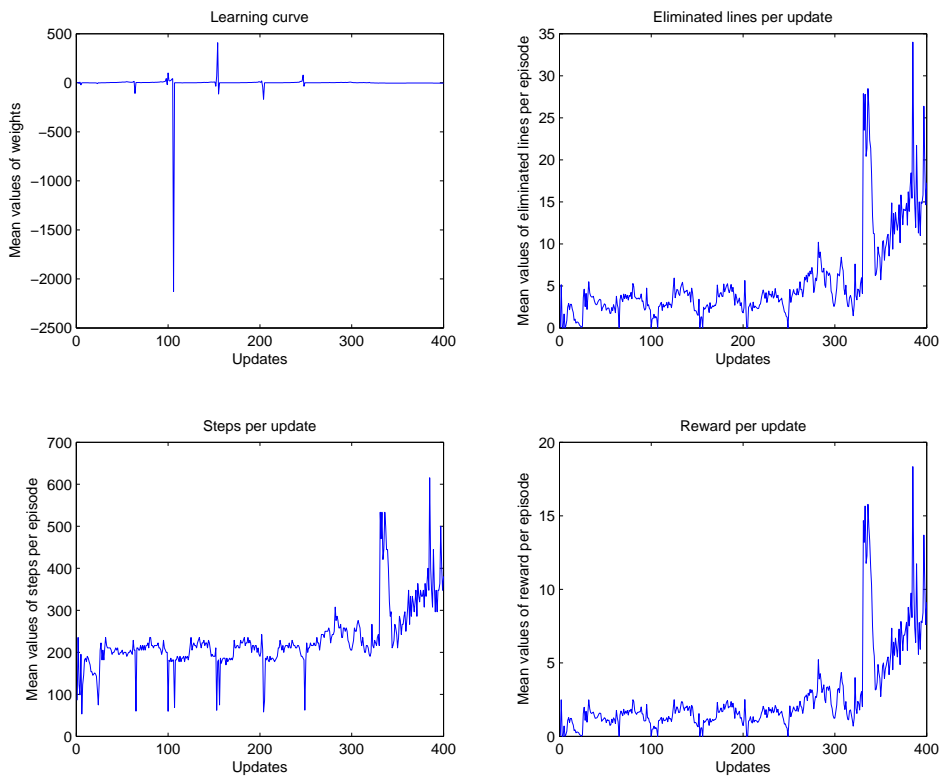 Learning curve
Mean values of weights
500
0
−500
−1000
−1500
−2000
−2500
0 100 200 300 400
Updates
Eliminated lines per update
Mean values of eliminated lines per episode
35
30
25
20
15
10
5
0
0 100 200 300 400
Updates
Steps per update
Mean values of steps per episode
700
600
500
400
300
200
100
0
0 100 200 300 400
Updates
Reward per update
Mean values of reward per episode
20
15
10
5
0
0 100 200 300 400
Updates